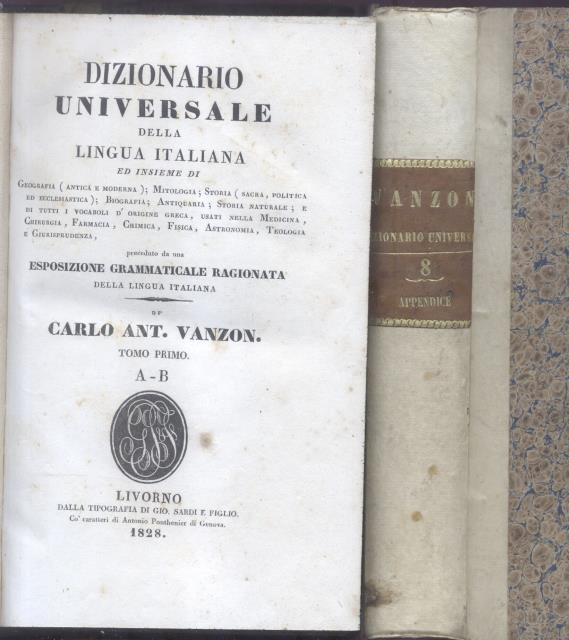 DIZIONARIO
UNIVERSALE
DELLA
LINGUA ITALIANA
ED INSIEME DI
GEOGRAFIA (ANTICA E MODERNA); MITOLOGIA; STORIA (SACRA, POLITICA
ED ECCLESIASTICA); BIOGRAFIA; ANTIQUARIA; STORIA NATURALE; E
DI TUTTI I VOCABOLI D' ORIGINE GRECA, USATI NELLA MEDICINA,
CHIRURGIA, FARMACIA, CHIMICA, FISICA, ASTRONOMIA, TEOLOGIA
E GIURISPRUDENZA,
preceduto da una
ESPOSIZIONE GRAMMATICALE RAGIONATA
DELLA LINGUA ITALIANA
DI
CARLO ANT. VANZON.
TOMO PRIMO.
A-B
LIVORNO
DALLA TIPOGRAFIA DI GIO. SARDI E FIGLIO.
Co' caratteri di Antonio Ponthenier di Genova.
1828.
VANZON
DIZIONARIO UNIVERS
8
APPENDICE